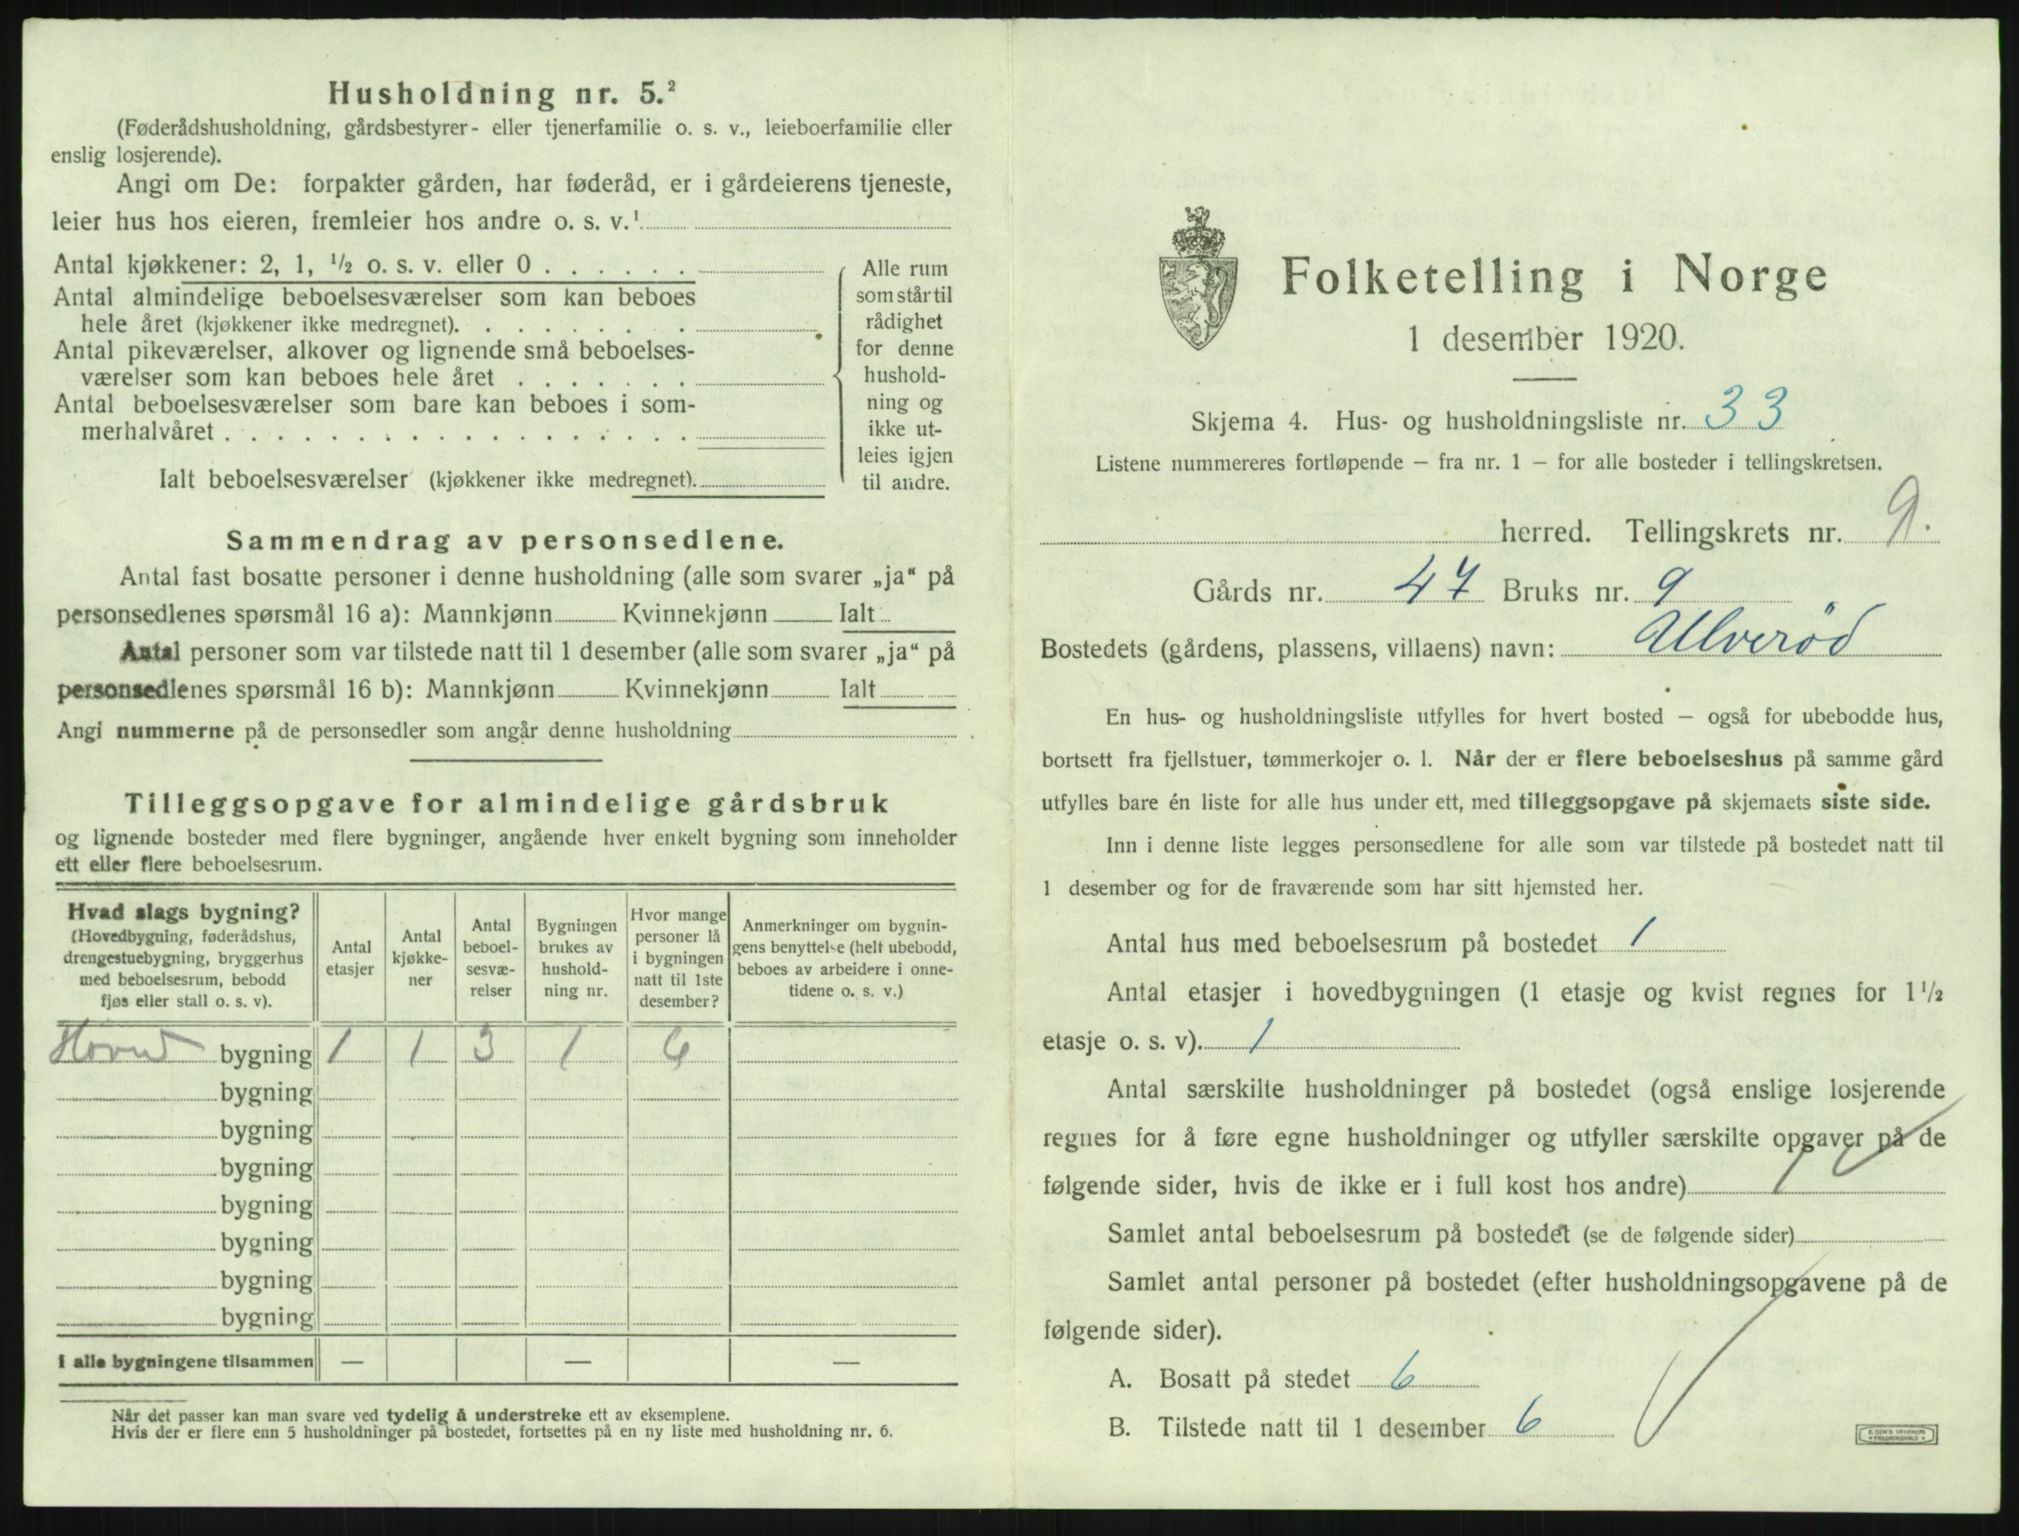 Husholdning nr. 5.²
(Føderådshusholdning, gårdsbestyrer- eller tjenerfamilie o. s. v., leieboerfamilie eller
enslig losjerende).
Angi om De: forpakter gården, har føderåd, er i gårdeierens tjeneste,
leier hus hos eieren, fremleier hos andre o. s. v.¹
Antal kjøkkener: 2, 1, ½ o. s. v. eller 0 . . . . . .
Antal almindelige beboelsesværelser som kan beboes
hele året (kjøkkener ikke medregnet). . . . . . . .
Antal pikeværelser, alkover og lignende små beboelses-
værelser som kan beboes hele året . . . . . . .
Antal beboelsesværelser som bare kan beboes i som-
merhalvåret . . . . . . . . . . . . . . . . . .
Ialt beboelsesværelser (kjøkkener ikke medregnet).
Alle rum
som står til
rådighet
for denne
hushold-
ning og
ikke ut-
leies igjen
til andre.
Sammendrag av personsedlene.
Antal fast bosatte personer i denne husholdning (alle som svarer „ja“ på
personsedlenes spørsmål 16 a): Mannkjønn Kvinnekjønn Ialt
Antal personer som var tilstede natt til 1 desember (alle som svarer „ja“ på
personsedlenes spørsmål 16 b): Mannkjønn Kvinnekjønn Ialt
Angi nummerne på de personsedler som angår denne husholdning
Tilleggsopgave for almindelige gårdsbruk
og lignende bosteder med flere bygninger, angående hver enkelt bygning som inneholder
ett eller flere beboelsesrum.
Hvad slags bygning?
(Hovedbygning, føderådshus,
drengestuebygning, bryggerhus
med beboelsesrum, bebodd
fjøs eller stall o. s. v).
Antal
etasjer
Antal
kjøkke-
ner
Antal
beboel-
sesvæ-
relser
Bygningen
brukes av
hushold-
ning nr.
Hvor mange
personer lå
i bygningen
natt til 1ste
desember?
Anmerkninger om bygnin-
gens benyttelse (helt ubebodd,
beboes av arbeidere i onne-
tidene o. s. v.)
Hoved bygning 1 1 3 1 6
bygning
bygning
bygning
bygning
bygning
bygning
bygning
I alle bygningene tilsammen — — —
Når det passer kan man svare ved tydelig å understreke ett av eksemplene.
Hvis der er flere enn 5 husholdninger på bostedet, fortsettes på en ny liste med husholdning nr. 6.
Folketelling i Norge
1 desember 1920.
Skjema 4. Hus- og husholdningsliste nr. 33
Listene nummereres fortløpende – fra nr. 1 – for alle bosteder i tellingskretsen.
herred. Tellingskrets nr. 9.
Gårds nr. 47 Bruks nr. 9
Bostedets (gårdens, plassens, villaens) navn: Ulverød
En hus- og husholdningsliste utfylles for hvert bosted – også for ubebodde hus,
bortsett fra fjellstuer, tømmerkojer o. l. Når der er flere beboelseshus på samme gård
utfylles bare én liste for alle hus under ett, med tilleggsopgave på skjemaets siste side.
Inn i denne liste legges personsedlene for alle som var tilstede på bostedet natt til
1 desember og for de fraværende som har sitt hjemsted her.
Antal hus med beboelsesrum på bostedet 1
Antal etasjer i hovedbygningen (1 etasje og kvist regnes for 1½
etasje o. s. v). 1
Antal særskilte husholdninger på bostedet (også enslige losjerende
regnes for å føre egne husholdninger og utfyller særskilte opgaver på de
følgende sider, hvis de ikke er i full kost hos andre) 1
Samlet antal beboelsesrum på bostedet (se de følgende sider)
Samlet antal personer på bostedet (efter husholdningsopgavene på de
følgende sider).
A. Bosatt på stedet 6
B. Tilstede natt til 1 desember 6